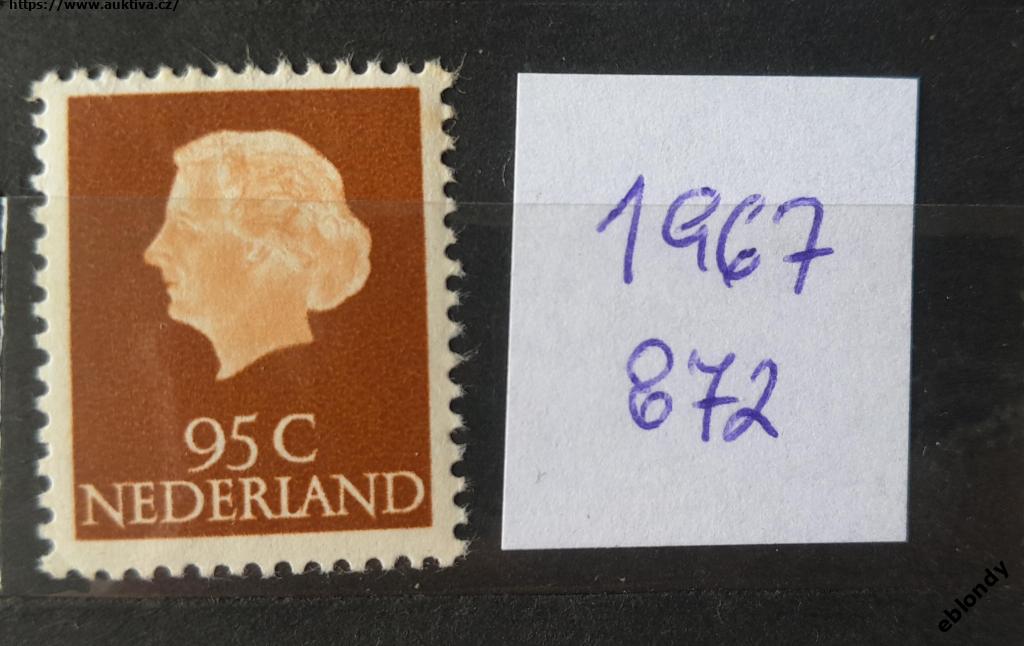 https://www.auktiva.cz/
95 C
NEDERLAND
1967
872
eblondy